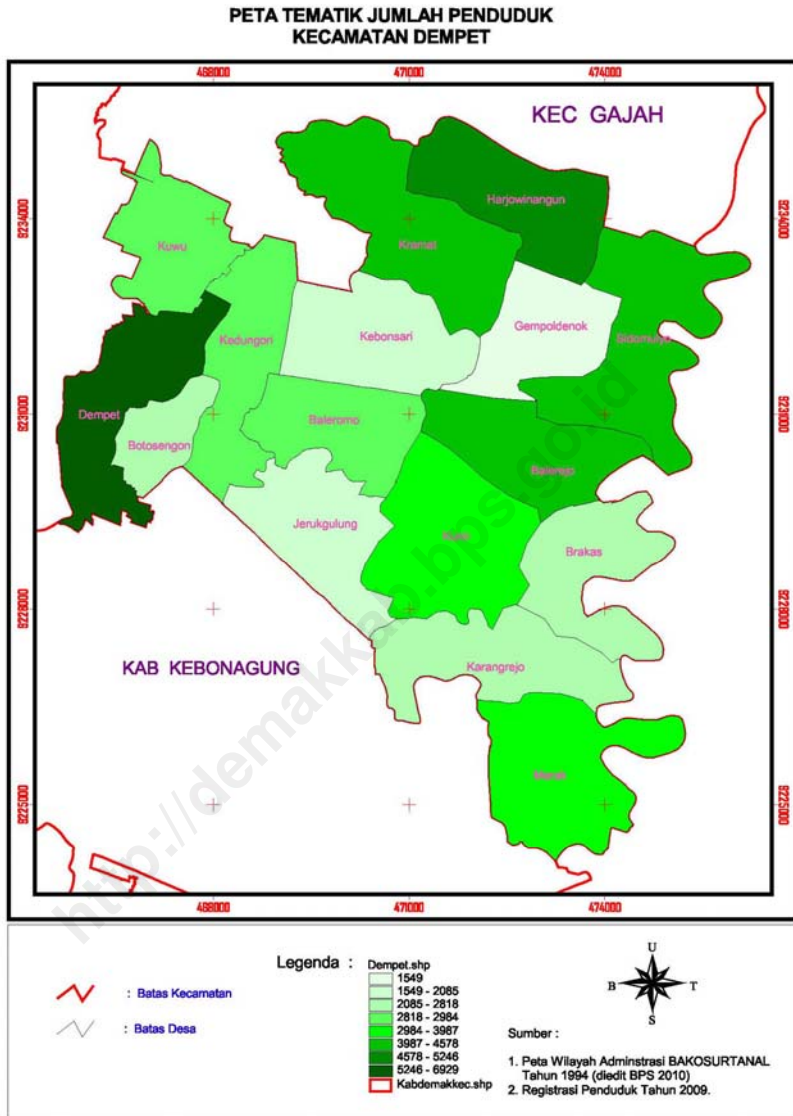 PETA TEMATIK JUMLAH PENDUDUK
KECAMATAN DEMPET
468000 471000 474000
KEC GAJAH
Harjowinangun
9234000 9234000
Kuwu
Kramat
Kedungori
Kebonsari
Gempoldenok
Sidomulyo
Dempet
9231000 9231000
Baleromo
Botosengon
Balerejo
Jerukgulung
Brakas
9228000 9228000
KAB KEBONAGUNG
Karangrejo
9225000 9225000
468000 471000 474000
http://demakkab.bps.go.id
Legenda :
Dempet.shp
1549
1549 - 2085
2085 - 2818
2818 - 2984
2984 - 3987
3987 - 4578
4578 - 5246
5246 - 6929
Kabdemakkec.shp
: Batas Kecamatan
: Batas Desa
U
B T
S
Sumber :
1. Peta Wilayah Adminstrasi BAKOSURTANAL
Tahun 1994 (diedit BPS 2010)
2. Registrasi Penduduk Tahun 2009.